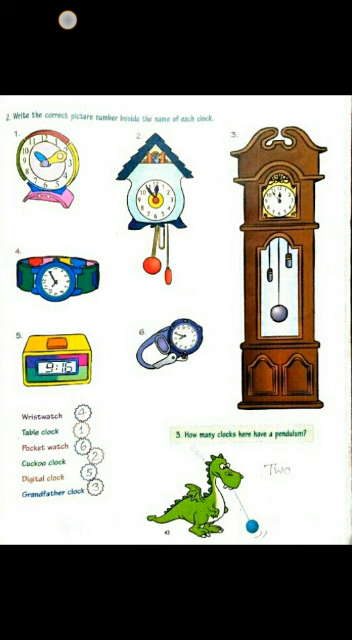 2. Write the correct picture number beside the name of each clock.
1.
2.
3.
4.
5.
9:16
6.
Wristwatch 4
Table clock 1
Pocket watch 6
Cuckoo clock 2
Digital clock 5
Grandfather clock 3
3. How many clocks here have a pendulum?
Two
43